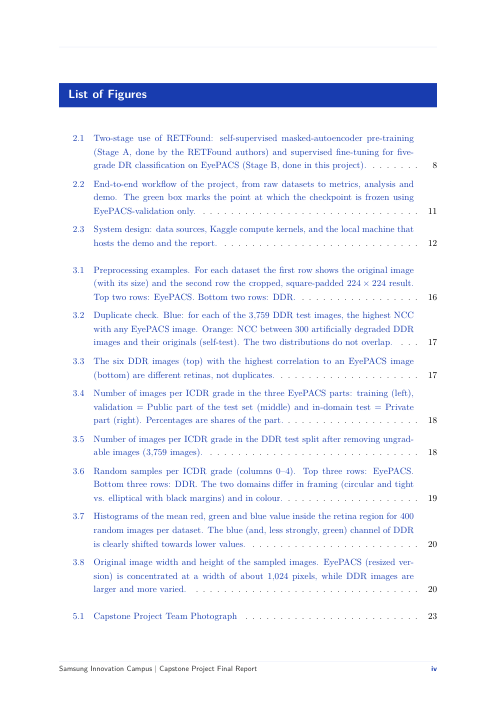 List of Figures
2.1 Two-stage use of RETFound: self-supervised masked-autoencoder pre-training
(Stage A, done by the RETFound authors) and supervised fine-tuning for five-
grade DR classification on EyePACS (Stage B, done in this project). . . . . . . . 8
2.2 End-to-end workflow of the project, from raw datasets to metrics, analysis and
demo. The green box marks the point at which the checkpoint is frozen using
EyePACS-validation only. . . . . . . . . . . . . . . . . . . . . . . . . . . . . . . . 11
2.3 System design: data sources, Kaggle compute kernels, and the local machine that
hosts the demo and the report. . . . . . . . . . . . . . . . . . . . . . . . . . . . . 12
3.1 Preprocessing examples. For each dataset the first row shows the original image
(with its size) and the second row the cropped, square-padded 224 × 224 result.
Top two rows: EyePACS. Bottom two rows: DDR. . . . . . . . . . . . . . . . . . . 16
3.2 Duplicate check. Blue: for each of the 3,759 DDR test images, the highest NCC
with any EyePACS image. Orange: NCC between 300 artificially degraded DDR
images and their originals (self-test). The two distributions do not overlap. . . . 17
3.3 The six DDR images (top) with the highest correlation to an EyePACS image
(bottom) are different retinas, not duplicates. . . . . . . . . . . . . . . . . . . . . 17
3.4 Number of images per ICDR grade in the three EyePACS parts: training (left),
validation = Public part of the test set (middle) and in-domain test = Private
part (right). Percentages are shares of the part. . . . . . . . . . . . . . . . . . . . 18
3.5 Number of images per ICDR grade in the DDR test split after removing ungrad-
able images (3,759 images). . . . . . . . . . . . . . . . . . . . . . . . . . . . . . . 18
3.6 Random samples per ICDR grade (columns 0–4). Top three rows: EyePACS.
Bottom three rows: DDR. The two domains differ in framing (circular and tight
vs. elliptical with black margins) and in colour. . . . . . . . . . . . . . . . . . . . 19
3.7 Histograms of the mean red, green and blue value inside the retina region for 400
random images per dataset. The blue (and, less strongly, green) channel of DDR
is clearly shifted towards lower values. . . . . . . . . . . . . . . . . . . . . . . . . 20
3.8 Original image width and height of the sampled images. EyePACS (resized ver-
sion) is concentrated at a width of about 1,024 pixels, while DDR images are
larger and more varied. . . . . . . . . . . . . . . . . . . . . . . . . . . . . . . . . 20
5.1 Capstone Project Team Photograph . . . . . . . . . . . . . . . . . . . . . . . . . 23
Samsung Innovation Campus | Capstone Project Final Report iv